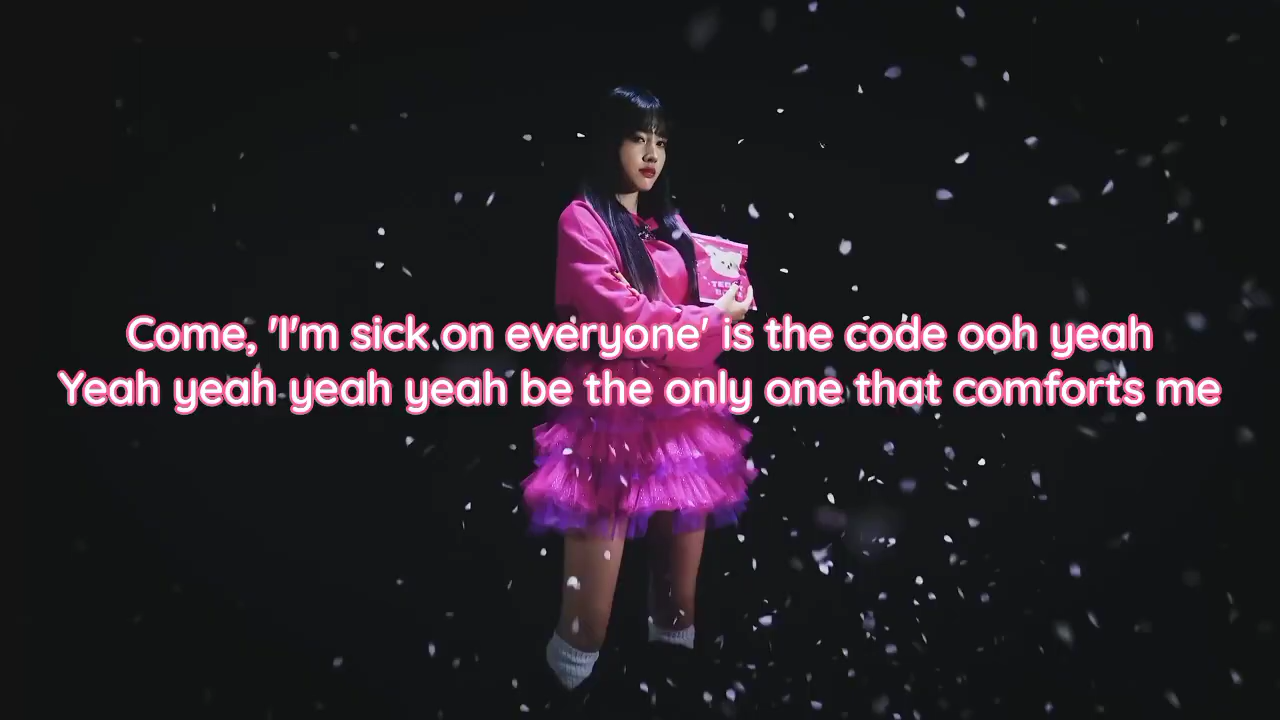 Come, 'I'm sick on everyone' is the code ooh yeah
Yeah yeah yeah yeah be the only one that comforts me